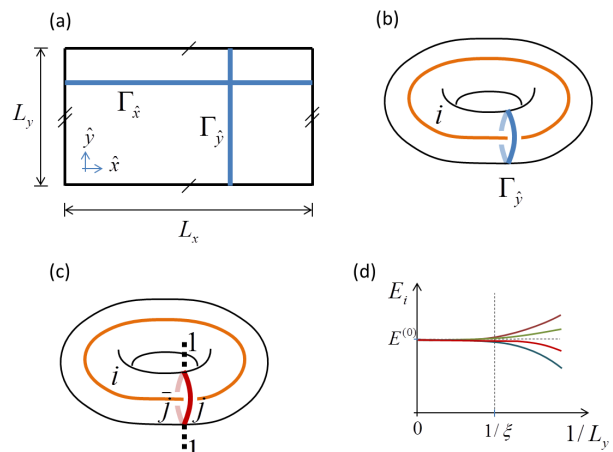 (a)
Γ_x̂
Γ_ŷ
L_y
ŷ
x̂
L_x
(b)
i
Γ_ŷ
(c)
1
i
j̄
j
1
(d)
E_i
E^(0)
0
1/ξ
1/L_y